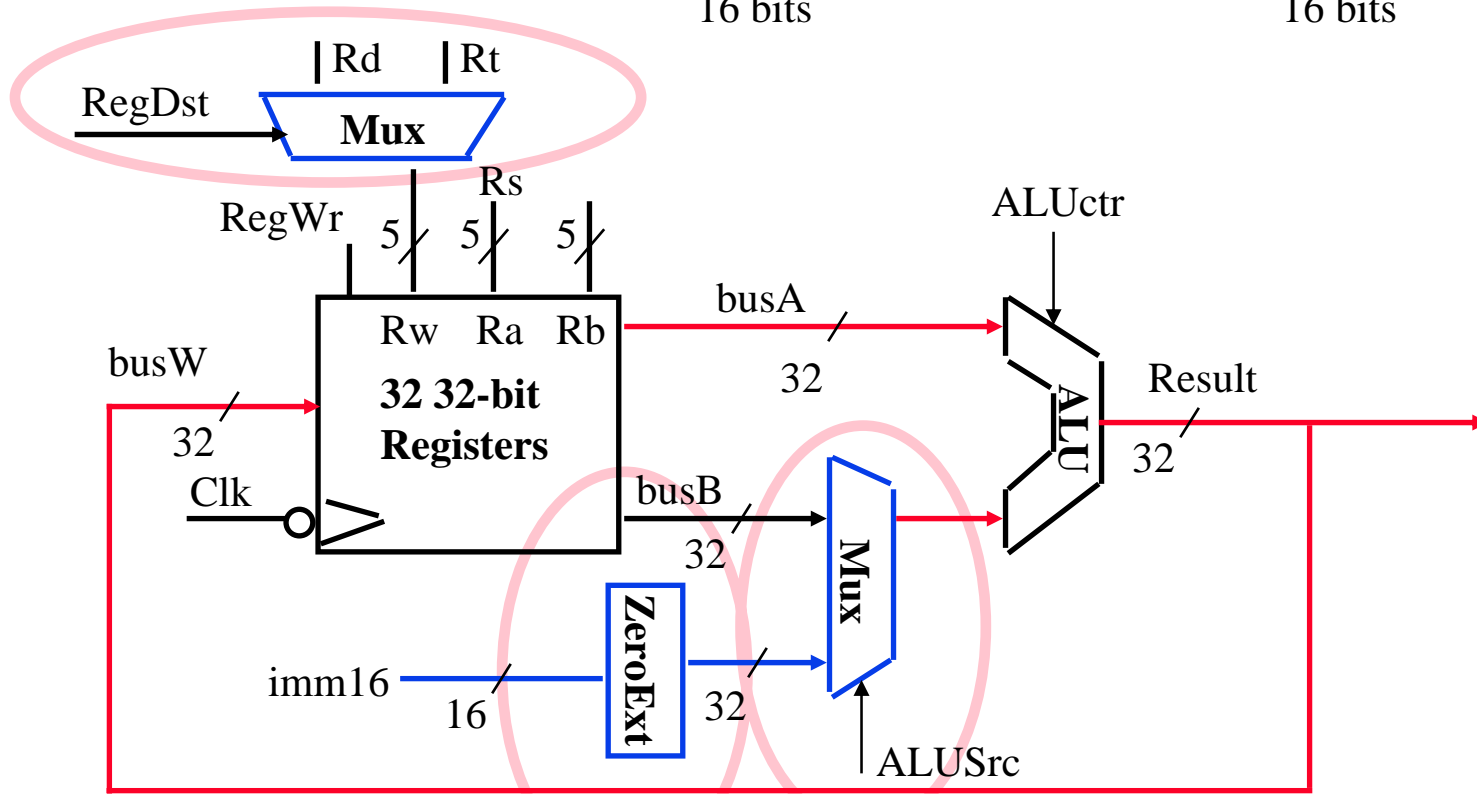 16 bits 16 bits
Rd Rt
RegDst
Mux
Rs
RegWr
5 5 5
ALUctr
busA
Rw Ra Rb
busW
32
32 32-bit
Registers
Result
ALU
32
32
Clk
busB
32
Mux
ZeroExt
imm16
16
32
ALUSrc